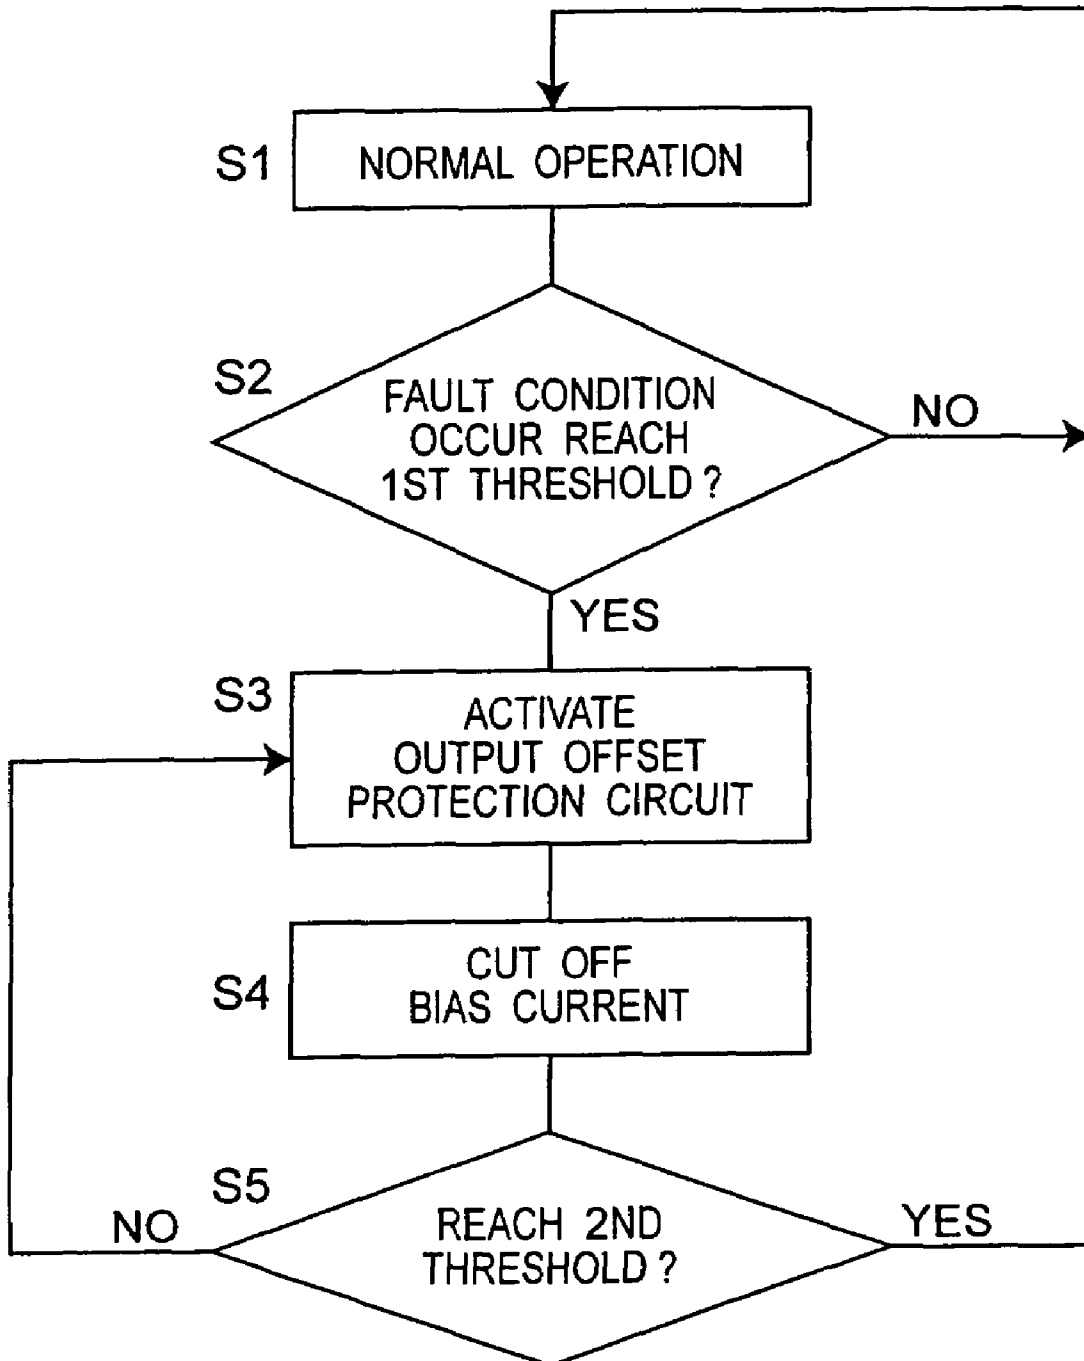 S1
NORMAL OPERATION
S2
FAULT CONDITION
OCCUR REACH
1ST THRESHOLD ?
NO
YES
S3
ACTIVATE
OUTPUT OFFSET
PROTECTION CIRCUIT
S4
CUT OFF
BIAS CURRENT
S5
NO
REACH 2ND
THRESHOLD ?
YES